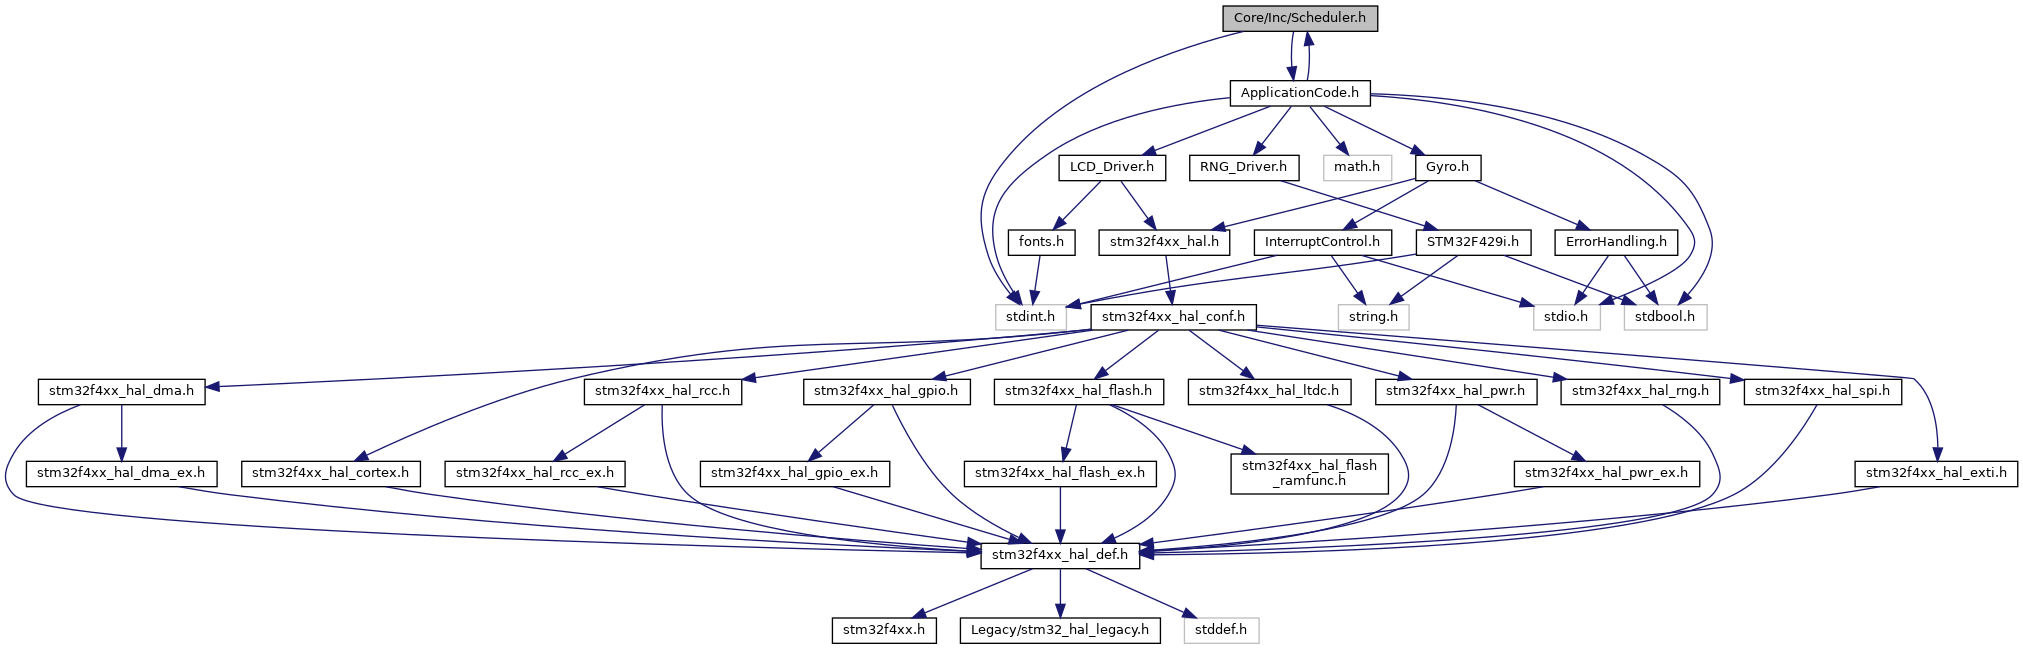 Core/Inc/Scheduler.h
ApplicationCode.h
LCD_Driver.h
RNG_Driver.h
math.h
Gyro.h
fonts.h
stm32f4xx_hal.h
InterruptControl.h
STM32F429i.h
ErrorHandling.h
stdint.h
stm32f4xx_hal_conf.h
string.h
stdio.h
stdbool.h
stm32f4xx_hal_dma.h
stm32f4xx_hal_rcc.h
stm32f4xx_hal_gpio.h
stm32f4xx_hal_flash.h
stm32f4xx_hal_ltdc.h
stm32f4xx_hal_pwr.h
stm32f4xx_hal_rng.h
stm32f4xx_hal_spi.h
stm32f4xx_hal_dma_ex.h
stm32f4xx_hal_cortex.h
stm32f4xx_hal_rcc_ex.h
stm32f4xx_hal_gpio_ex.h
stm32f4xx_hal_flash_ex.h
stm32f4xx_hal_flash
_ramfunc.h
stm32f4xx_hal_pwr_ex.h
stm32f4xx_hal_exti.h
stm32f4xx_hal_def.h
stm32f4xx.h
Legacy/stm32_hal_legacy.h
stddef.h